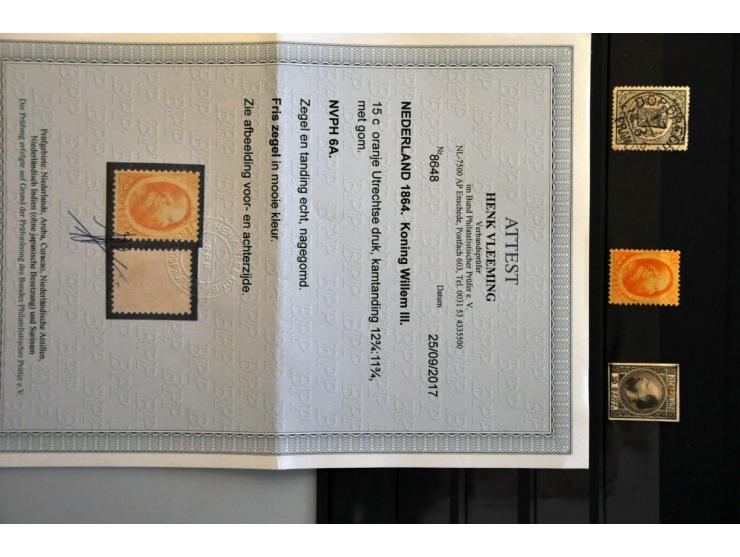 ATTEST
HENK VLEEMING
Verbandsprüfer
im Bund Philatelistischer Prüfer e. V.
NL-7500 AP Enschede, Postfach 603, Tel. 0031 53 4335500
Nr. 8648 Datum 25/09/2017
NEDERLAND 1864. Koning Willem III.
15 c oranje Utrechtse druk, kamtanding 12¾:11¾,
met gom.
NVPH 6A.
Zegel en tanding echt, nagegomd.
Fris zegel in mooie kleur.
Zie afbeelding voor- en achterzijde.
Prüfgebiete: Niederlande, Aruba, Curacao, Niederländische Antillen,
Niederländisch Indien (ohne japanische Besetzung) und Surinam
Die Prüfung erfolgte auf Grund der Prüfordnung des Bundes Philatelistischer Prüfer e.V.